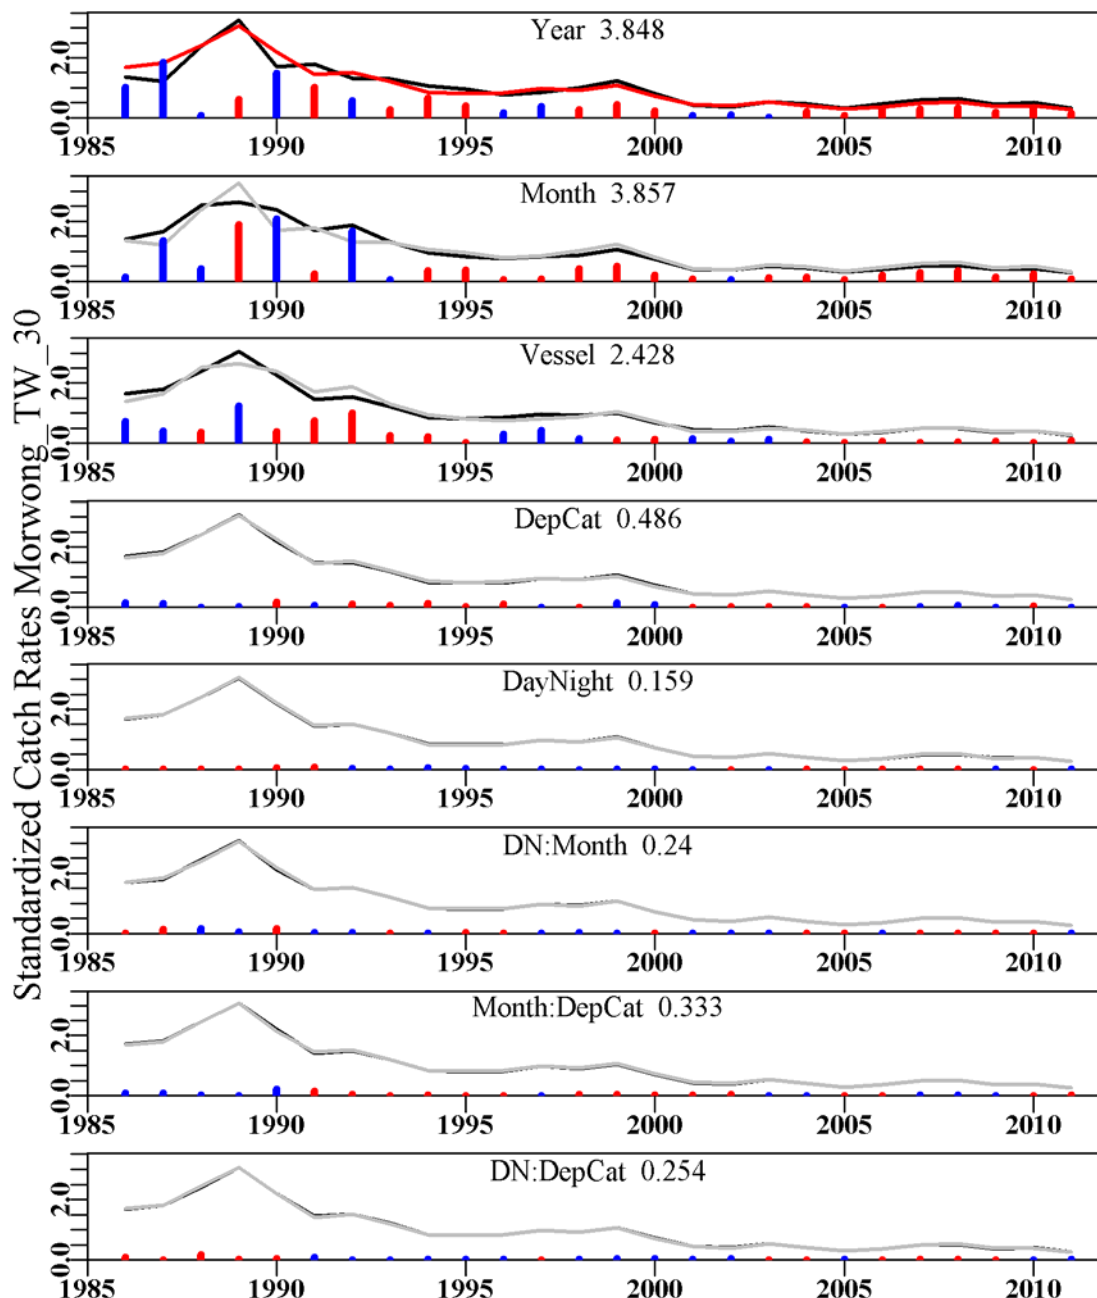 Standardized Catch Rates Morwong_TW_30
Year 3.848
2.0
-0.0
1985 1990 1995 2000 2005 2010
Month 3.857
2.0
-0.0
1985 1990 1995 2000 2005 2010
Vessel 2.428
2.0
0.0
1985 1990 1995 2000 2005 2010
DepCat 0.486
2.0
0.0
1985 1990 1995 2000 2005 2010
DayNight 0.159
2.0
-0.0
1985 1990 1995 2000 2005 2010
DN:Month 0.24
2.0
-0.0
1985 1990 1995 2000 2005 2010
Month:DepCat 0.333
2.0
-0.0
1985 1990 1995 2000 2005 2010
DN:DepCat 0.254
2.0
-0.0
1985 1990 1995 2000 2005 2010